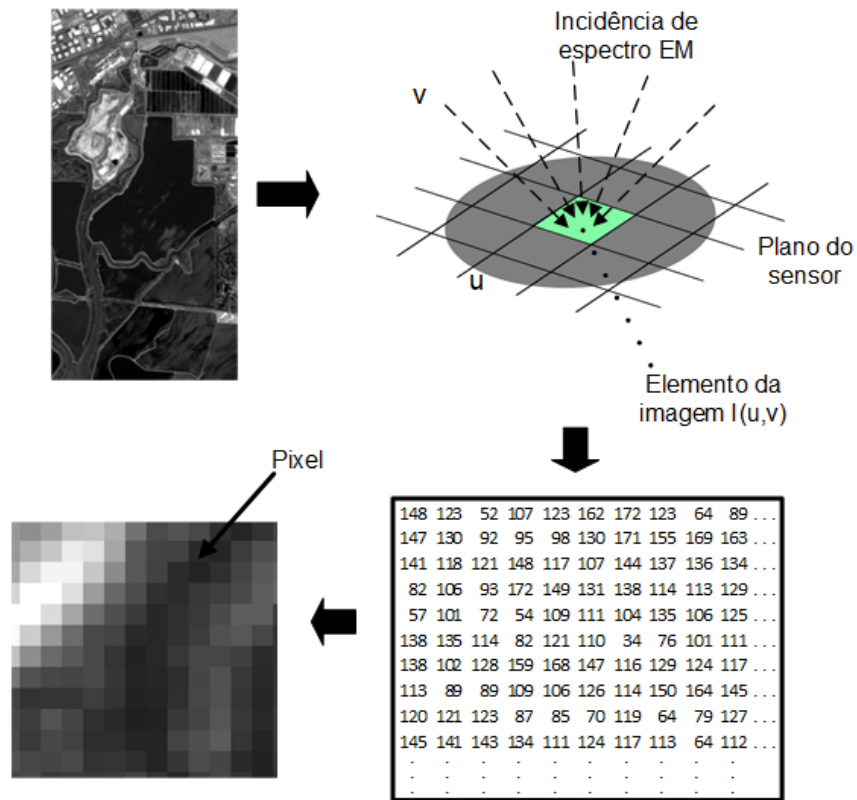 Incidência de
espectro EM
v
u
Plano do
sensor
Elemento da
imagem I(u,v)
Pixel
148 123 52 107 123 162 172 123 64 89 . . .
147 130 92 95 98 130 171 155 169 163 . . .
141 118 121 148 117 107 144 137 136 134 . . .
82 106 93 172 149 131 138 114 113 129 . . .
57 101 72 54 109 111 104 135 106 125 . . .
138 135 114 82 121 110 34 76 101 111 . . .
138 102 128 159 168 147 116 129 124 117 . . .
113 89 89 109 106 126 114 150 164 145 . . .
120 121 123 87 85 70 119 64 79 127 . . .
145 141 143 134 111 124 117 113 64 112 . . .
. . . . . . . . .
. . . . . . . . .
. . . . . . . . .